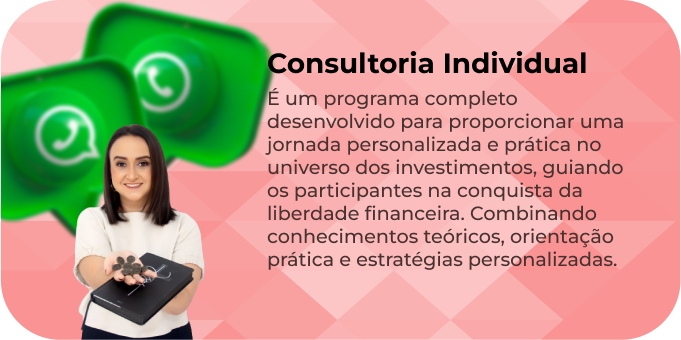 Consultoria Individual
É um programa completo
desenvolvido para proporcionar uma
jornada personalizada e prática no
universo dos investimentos, guiando
os participantes na conquista da
liberdade financeira. Combinando
conhecimentos teóricos, orientação
prática e estratégias personalizadas.